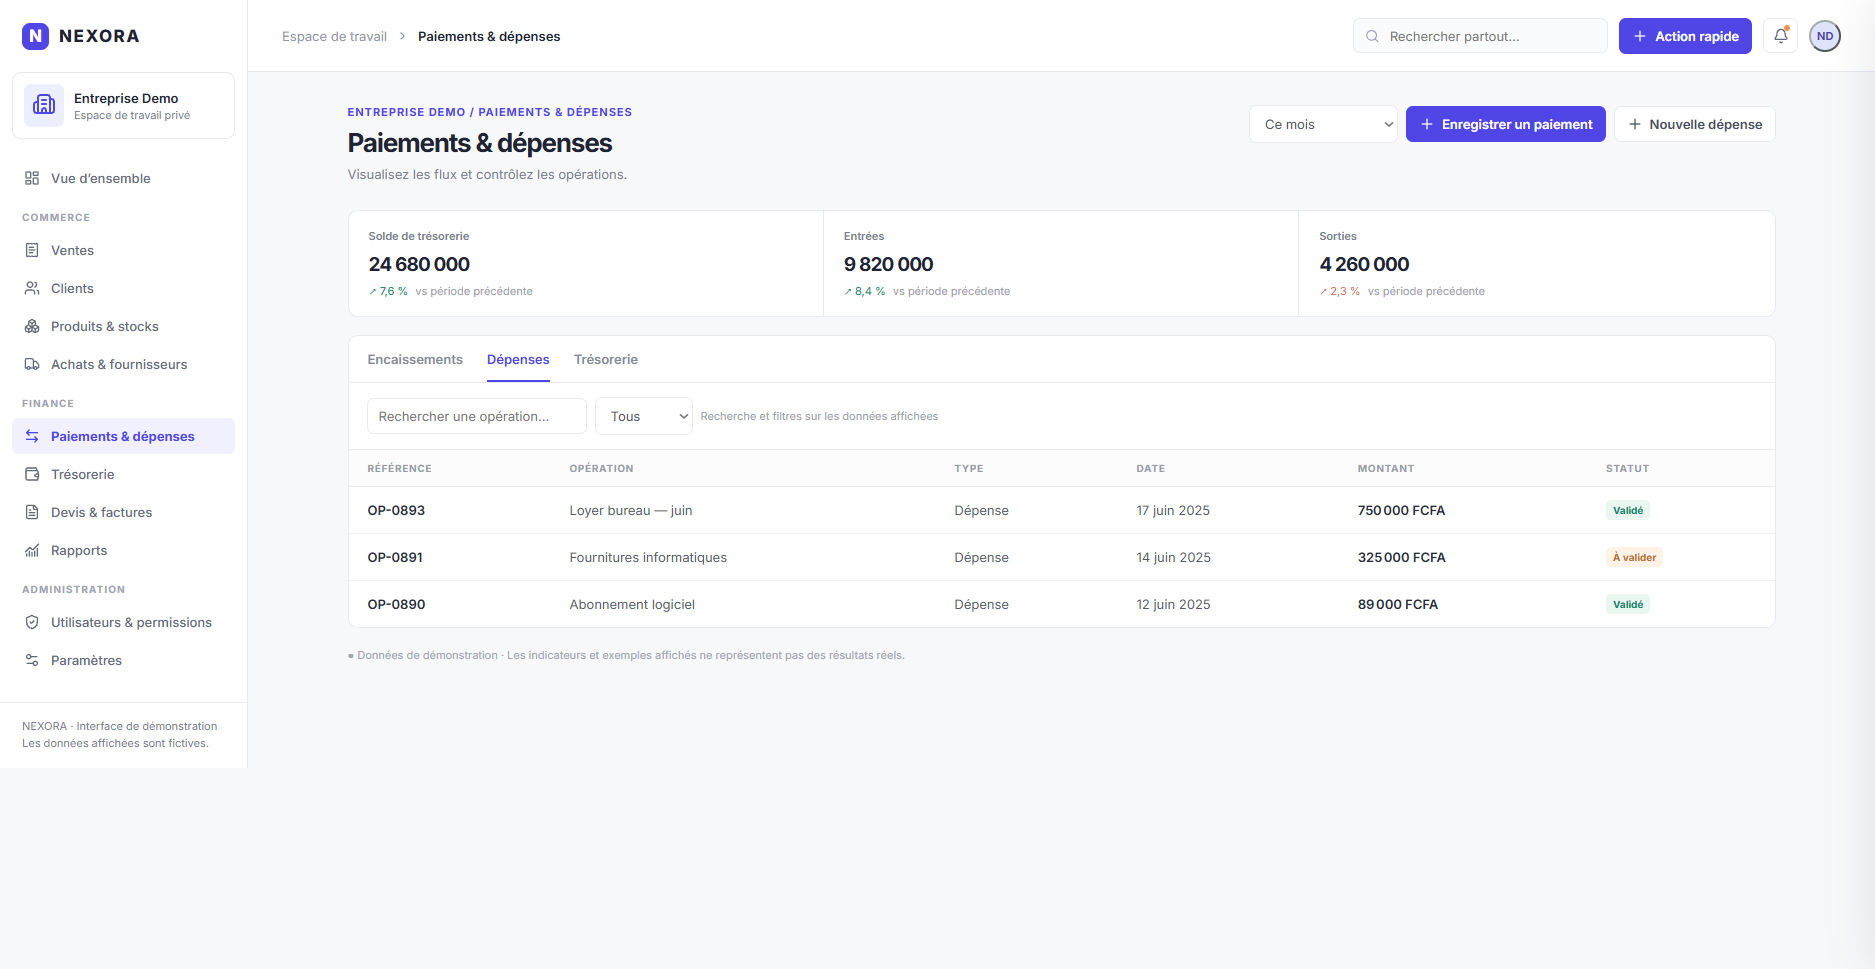 N NEXORA
Entreprise Demo
Espace de travail privé
Vue d'ensemble
COMMERCE
Ventes
Clients
Produits & stocks
Achats & fournisseurs
FINANCE
Paiements & dépenses
Trésorerie
Devis & factures
Rapports
ADMINISTRATION
Utilisateurs & permissions
Paramètres
NEXORA · Interface de démonstration
Les données affichées sont fictives.
Espace de travail > Paiements & dépenses
Rechercher partout...
+ Action rapide
ND
ENTREPRISE DEMO / PAIEMENTS & DÉPENSES
Paiements & dépenses
Visualisez les flux et contrôlez les opérations.
Ce mois
+ Enregistrer un paiement
+ Nouvelle dépense
Solde de trésorerie
24 680 000
↗ 7,6 % vs période précédente
Entrées
9 820 000
↗ 8,4 % vs période précédente
Sorties
4 260 000
↗ 2,3 % vs période précédente
Encaissements Dépenses Trésorerie
Rechercher une opération... Tous Recherche et filtres sur les données affichées
RÉFÉRENCE OPÉRATION TYPE DATE MONTANT STATUT
OP-0893 Loyer bureau — juin Dépense 17 juin 2025 750 000 FCFA Validé
OP-0891 Fournitures informatiques Dépense 14 juin 2025 325 000 FCFA À valider
OP-0890 Abonnement logiciel Dépense 12 juin 2025 89 000 FCFA Validé
Données de démonstration · Les indicateurs et exemples affichés ne représentent pas des résultats réels.